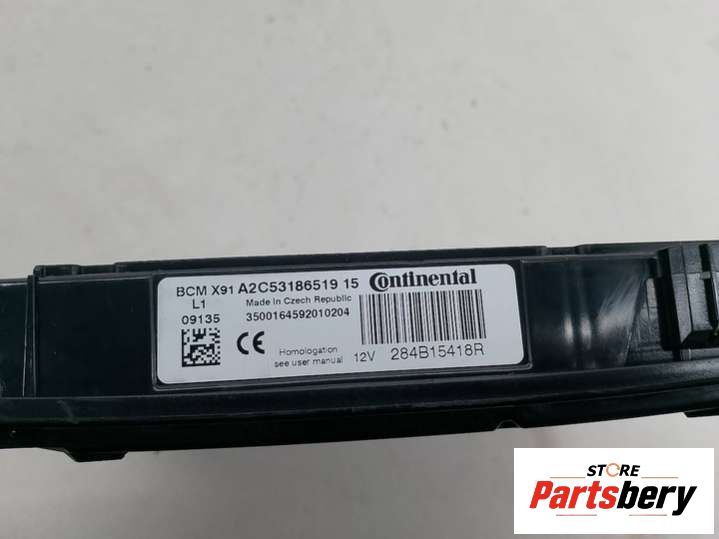 BCM X91 A2C53186519 15 Continental
L1 Made in Czech Republic
09135 3500164592010204
CE Homologation
see user manual 12V 284B15418R
STORE
Partsbery